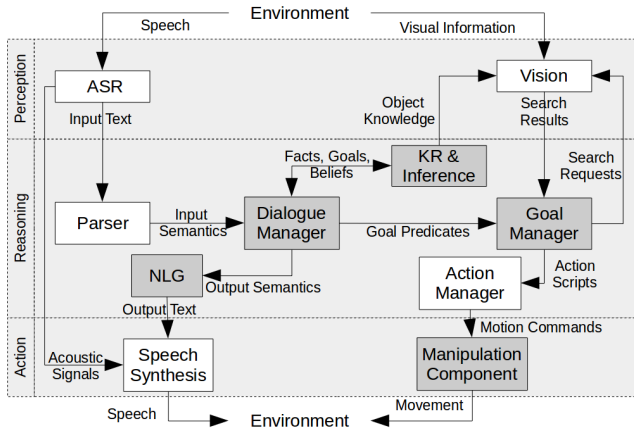 Environment
Speech
Visual Information
Perception
ASR
Vision
Input Text
Object
Knowledge
Search
Results
Reasoning
Facts, Goals,
Beliefs
KR &
Inference
Search
Requests
Parser
Input
Semantics
Dialogue
Manager
Goal Predicates
Goal
Manager
NLG
Output Semantics
Action
Manager
Action
Scripts
Output Text
Motion Commands
Action
Acoustic
Signals
Speech
Synthesis
Manipulation
Component
Speech
Environment
Movement